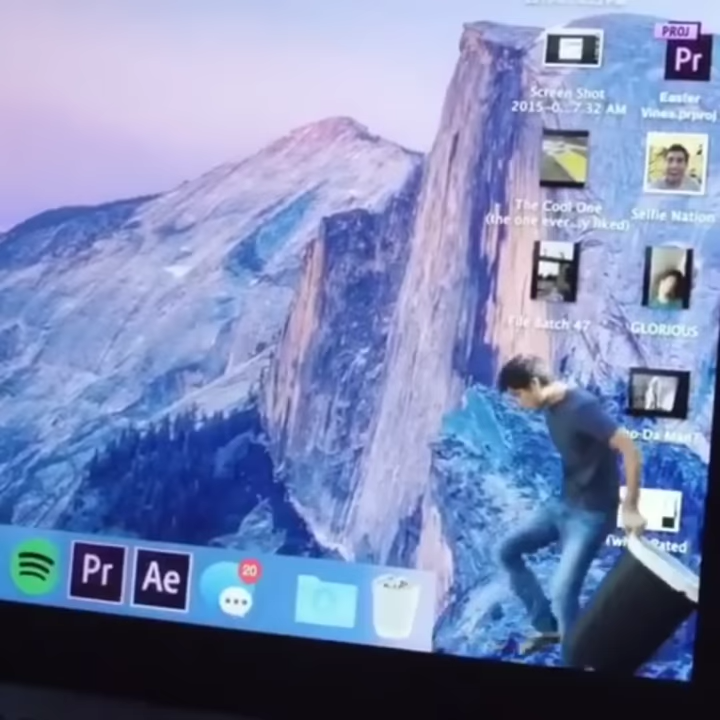 PROJ
Pr
Screen Shot
2015-0...7.32 AM
Easter
Vines.prproj
The Cool One
(the one ever...ly liked)
Selfie Nation
Batch 47
GLORIOUS
Pr
Ae
20